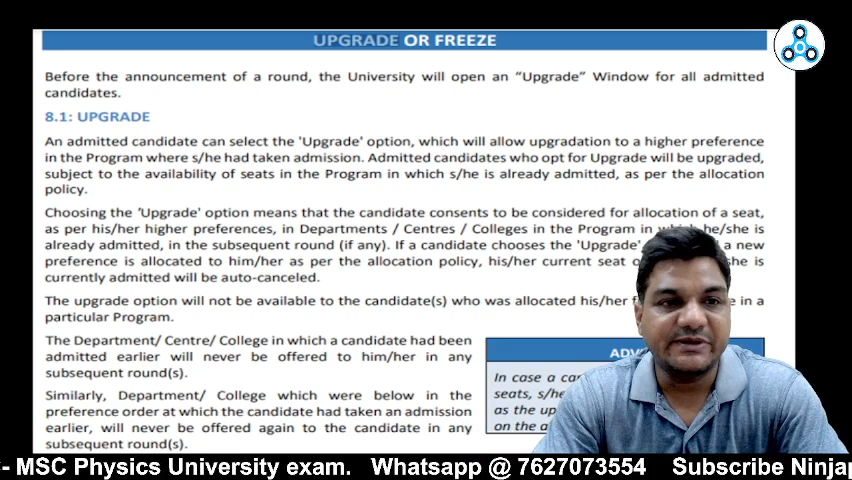 UPGRADE OR FREEZE
Before the announcement of a round, the University will open an “Upgrade” Window for all admitted
candidates.
8.1: UPGRADE
An admitted candidate can select the 'Upgrade' option, which will allow upgradation to a higher preference
in the Program where s/he had taken admission. Admitted candidates who opt for Upgrade will be upgraded,
subject to the availability of seats in the Program in which s/he is already admitted, as per the allocation
policy.
Choosing the 'Upgrade' option means that the candidate consents to be considered for allocation of a seat,
as per his/her higher preferences, in Departments / Centres / Colleges in the Program in which he/she is
already admitted, in the subsequent round (if any). If a candidate chooses the 'Upgrade' a new
preference is allocated to him/her as per the allocation policy, his/her current seat is
currently admitted will be auto-canceled.
The upgrade option will not be available to the candidate(s) who was allocated his/her in a
particular Program.
The Department/ Centre/ College in which a candidate had been
admitted earlier will never be offered to him/her in any
subsequent round(s).
Similarly, Department/ College which were below in the
preference order at which the candidate had taken an admission
earlier, will never be offered again to the candidate in any
subsequent round(s).
In case a
seats, s/he
as the
on the
- MSC Physics University exam. Whatsapp @ 7627073554 Subscribe